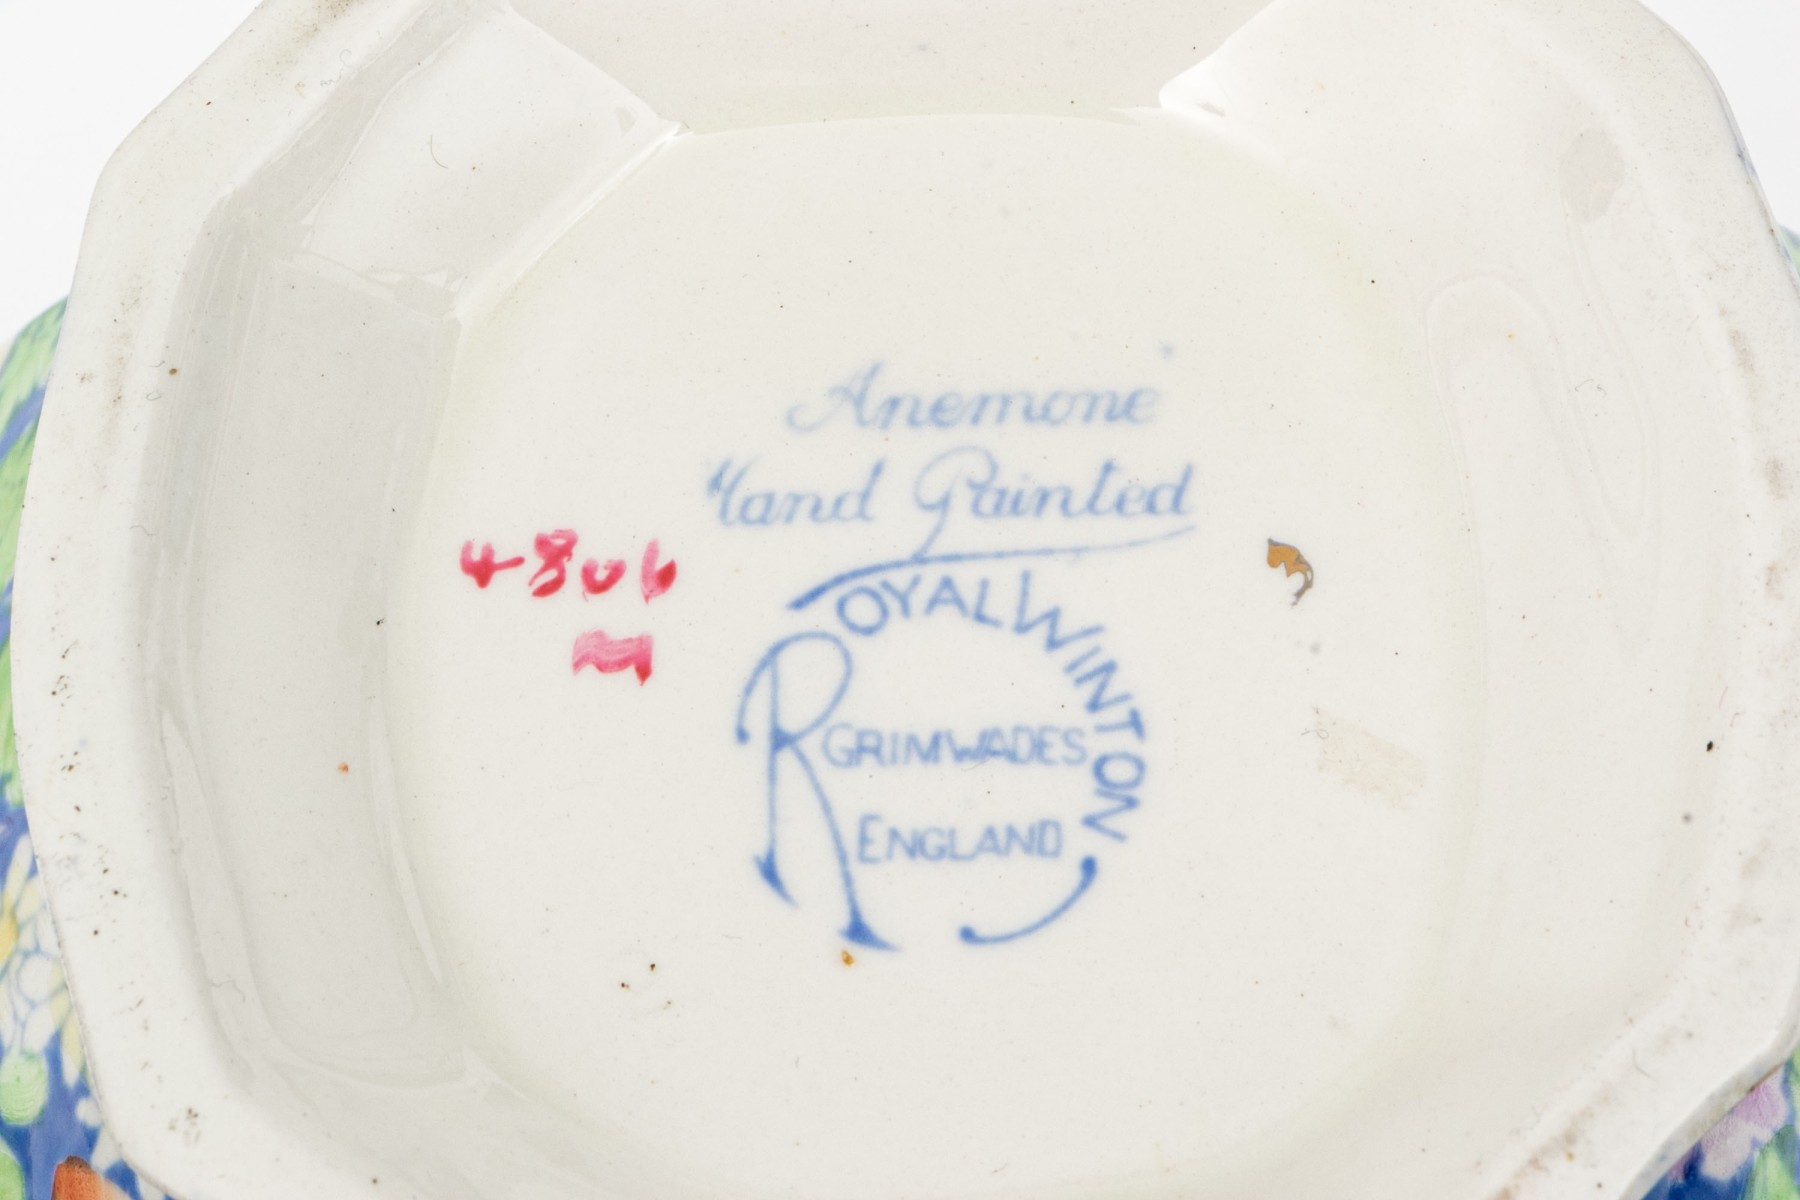 Anemone
Hand Painted
4806
ROYAL WINTON
GRIMWADES
ENGLAND